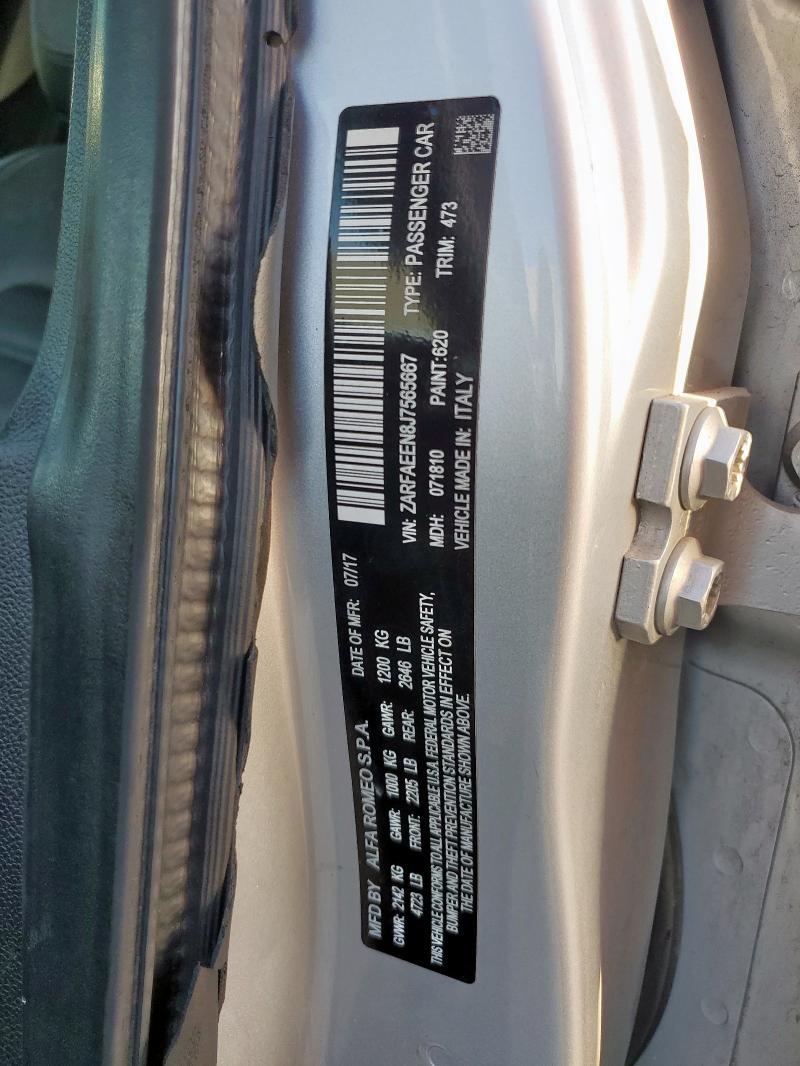 MFD BY ALFA ROMEO S.P.A. DATE OF MFR: 07/17
GVWR: 2142 KG GAWR: 1000 KG GAWR: 1200 KG
4723 LB FRONT: 2205 LB REAR: 2646 LB
THIS VEHICLE CONFORMS TO ALL APPLICABLE U.S.A. FEDERAL MOTOR VEHICLE SAFETY,
BUMPER AND THEFT PREVENTION STANDARDS IN EFFECT ON
THE DATE OF MANUFACTURE SHOWN ABOVE.
VIN: ZARFAEEN8J7565667 TYPE: PASSENGER CAR
MDH: 071810 PAINT:620 TRIM: 473
VEHICLE MADE IN: ITALY